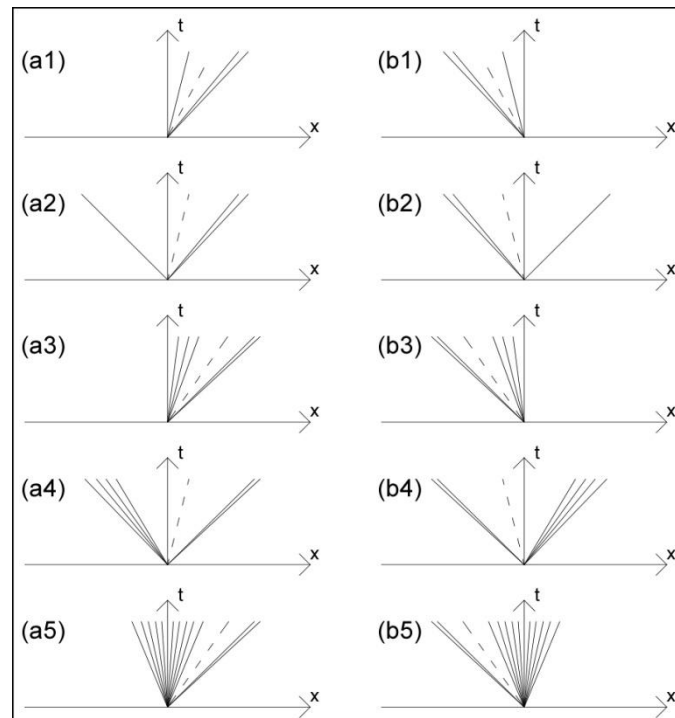 t t
(a1) (b1)
x x
t t
(a2) (b2)
x x
t t
(a3) (b3)
x x
t t
(a4) (b4)
x x
t t
(a5) (b5)
x x